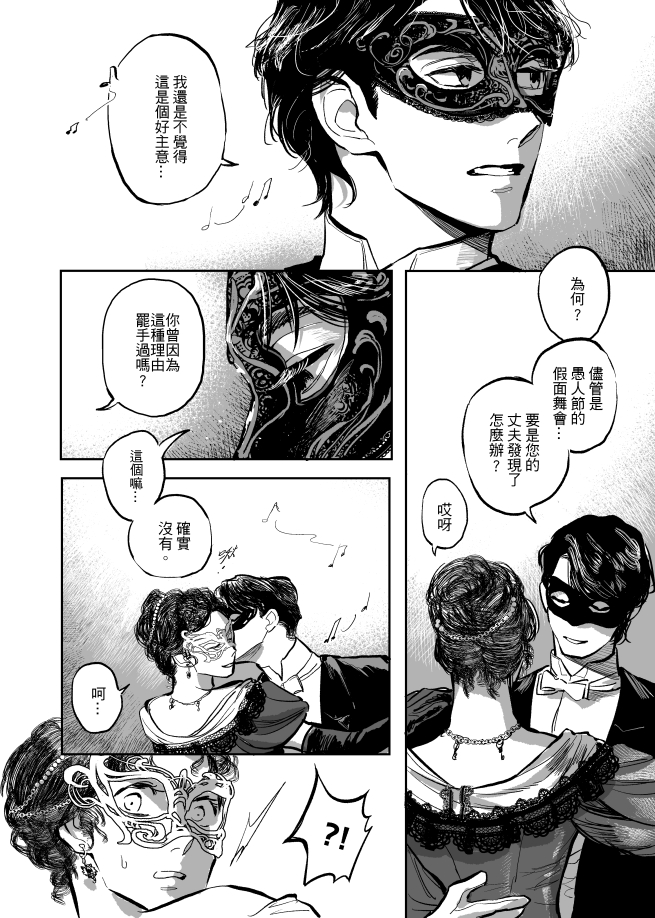 我還是不覺得
這是個好主意…
為何？
儘管是
愚人節的
假面舞會…
要是您的
丈夫發現了
怎麼辦？
哎呀
你曾因為
這種理由
罷手過嗎？
這個嘛…
確實
沒有。
呵…
?!